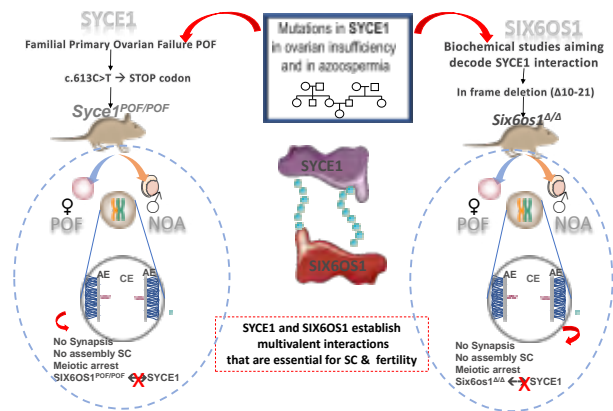 SYCE1
Familial Primary Ovarian Failure POF
c.613C>T → STOP codon
Syce1POF/POF
♀
POF
♂
NOA
AE
CE
AE
No Synapsis
No assembly SC
Meiotic arrest
SIX6OS1POF/POF ↔ SYCE1
Mutations in SYCE1
in ovarian insufficiency
and in azoospermia
SYCE1
SIX6OS1
SYCE1 and SIX6OS1 establish
multivalent interactions
that are essential for SC & fertility
SIX6OS1
Biochemical studies aiming
decode SYCE1 interaction
In frame deletion (Δ10-21)
Six6os1Δ/Δ
♀
POF
♂
NOA
AE
CE
AE
No Synapsis
No assembly SC
Meiotic arrest
Six6os1Δ/Δ ↔ SYCE1